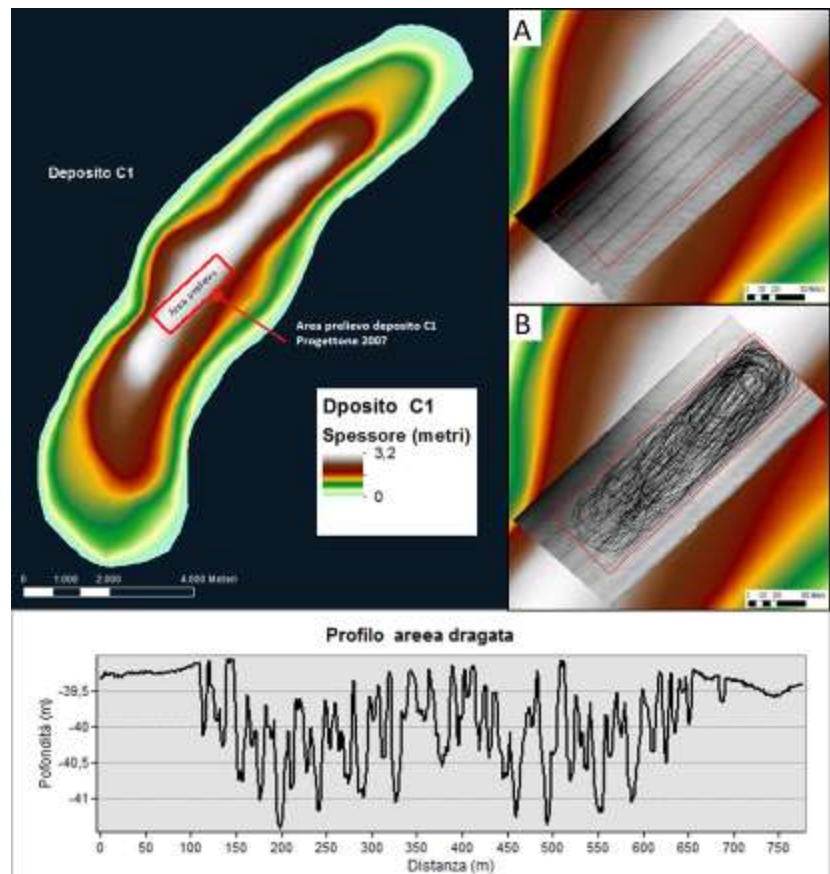 Deposito C1
Area prelievo
Area prelievo deposito C1
Progettone 2007
Dposito C1
Spessore (metri)
3,2
0
0 1.000 2.000 4.000 Metri
A
B
Profilo areea dragata
Pofondità (m)
-39,5
-40
-40,5
-41
0 50 100 150 200 250 300 350 400 450 500 550 600 650 700 750
Distanza (m)